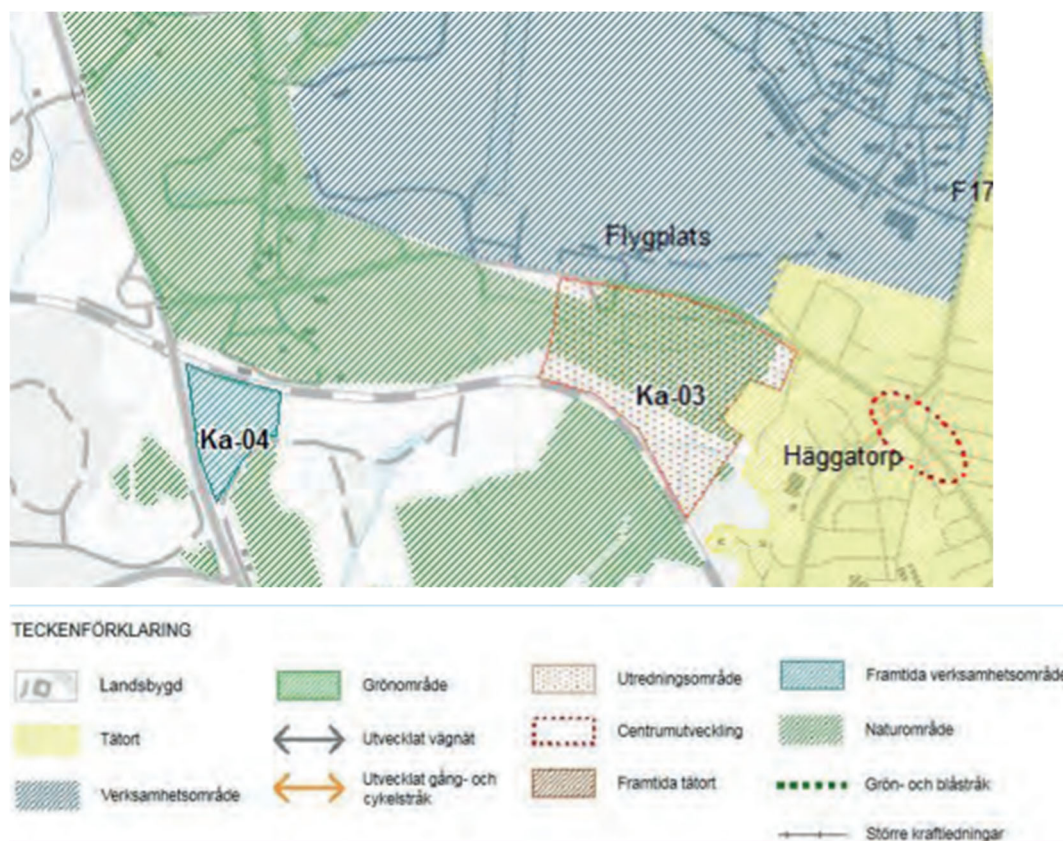 F17
Flygplats
Ka-03
Ka-04
Häggatorp
TECKENFÖRKLARING
Landsbygd
Tätort
Verksamhetsområde
Grönområde
Utvecklat vägnät
Utvecklat gång- och
cykelstråk
Utredningsområde
Centrumutveckling
Framtida tätort
Framtida verksamhetsområde
Naturområde
Grön- och blåstråk
Större kraftledningar